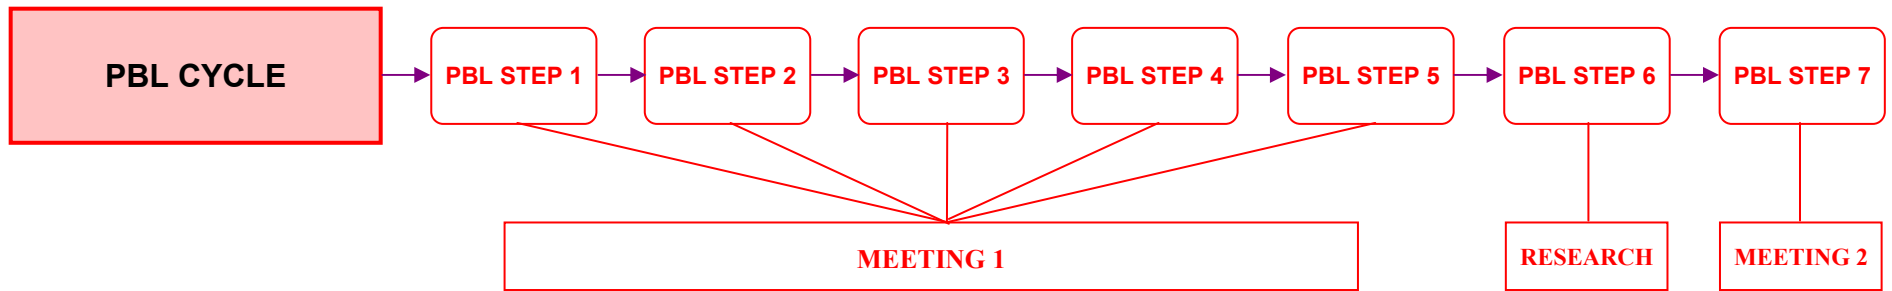 PBL CYCLE
PBL STEP 1
PBL STEP 2
PBL STEP 3
PBL STEP 4
PBL STEP 5
PBL STEP 6
PBL STEP 7
MEETING 1
RESEARCH
MEETING 2